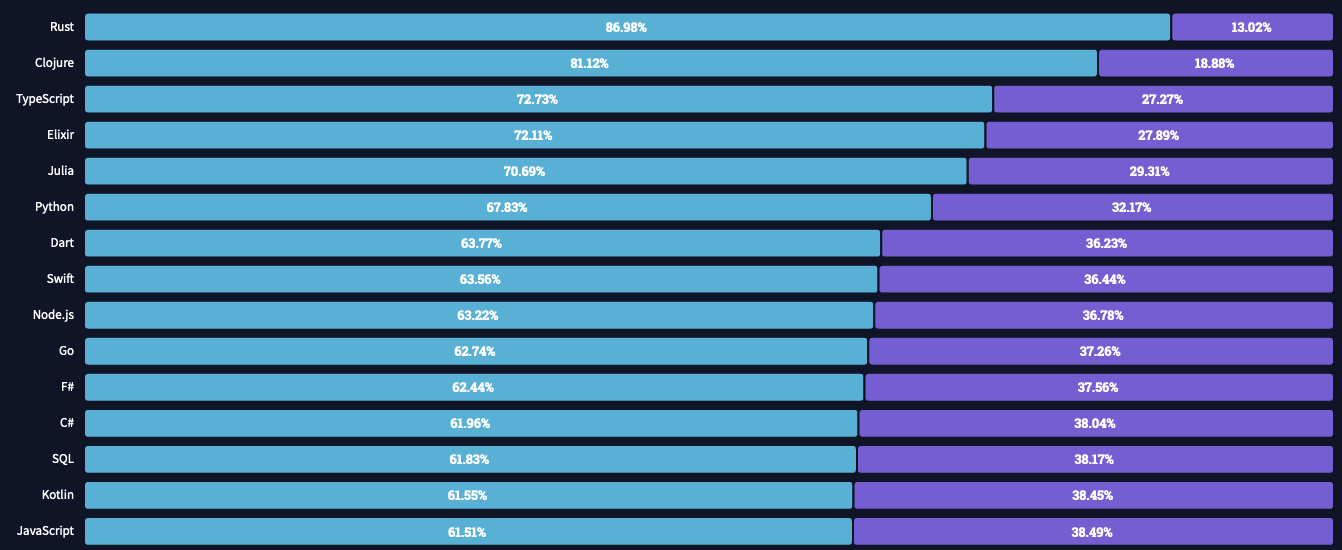 Rust 86.98% 13.02%
Clojure 81.12% 18.88%
TypeScript 72.73% 27.27%
Elixir 72.11% 27.89%
Julia 70.69% 29.31%
Python 67.83% 32.17%
Dart 63.77% 36.23%
Swift 63.56% 36.44%
Node.js 63.22% 36.78%
Go 62.74% 37.26%
F# 62.44% 37.56%
C# 61.96% 38.04%
SQL 61.83% 38.17%
Kotlin 61.55% 38.45%
JavaScript 61.51% 38.49%